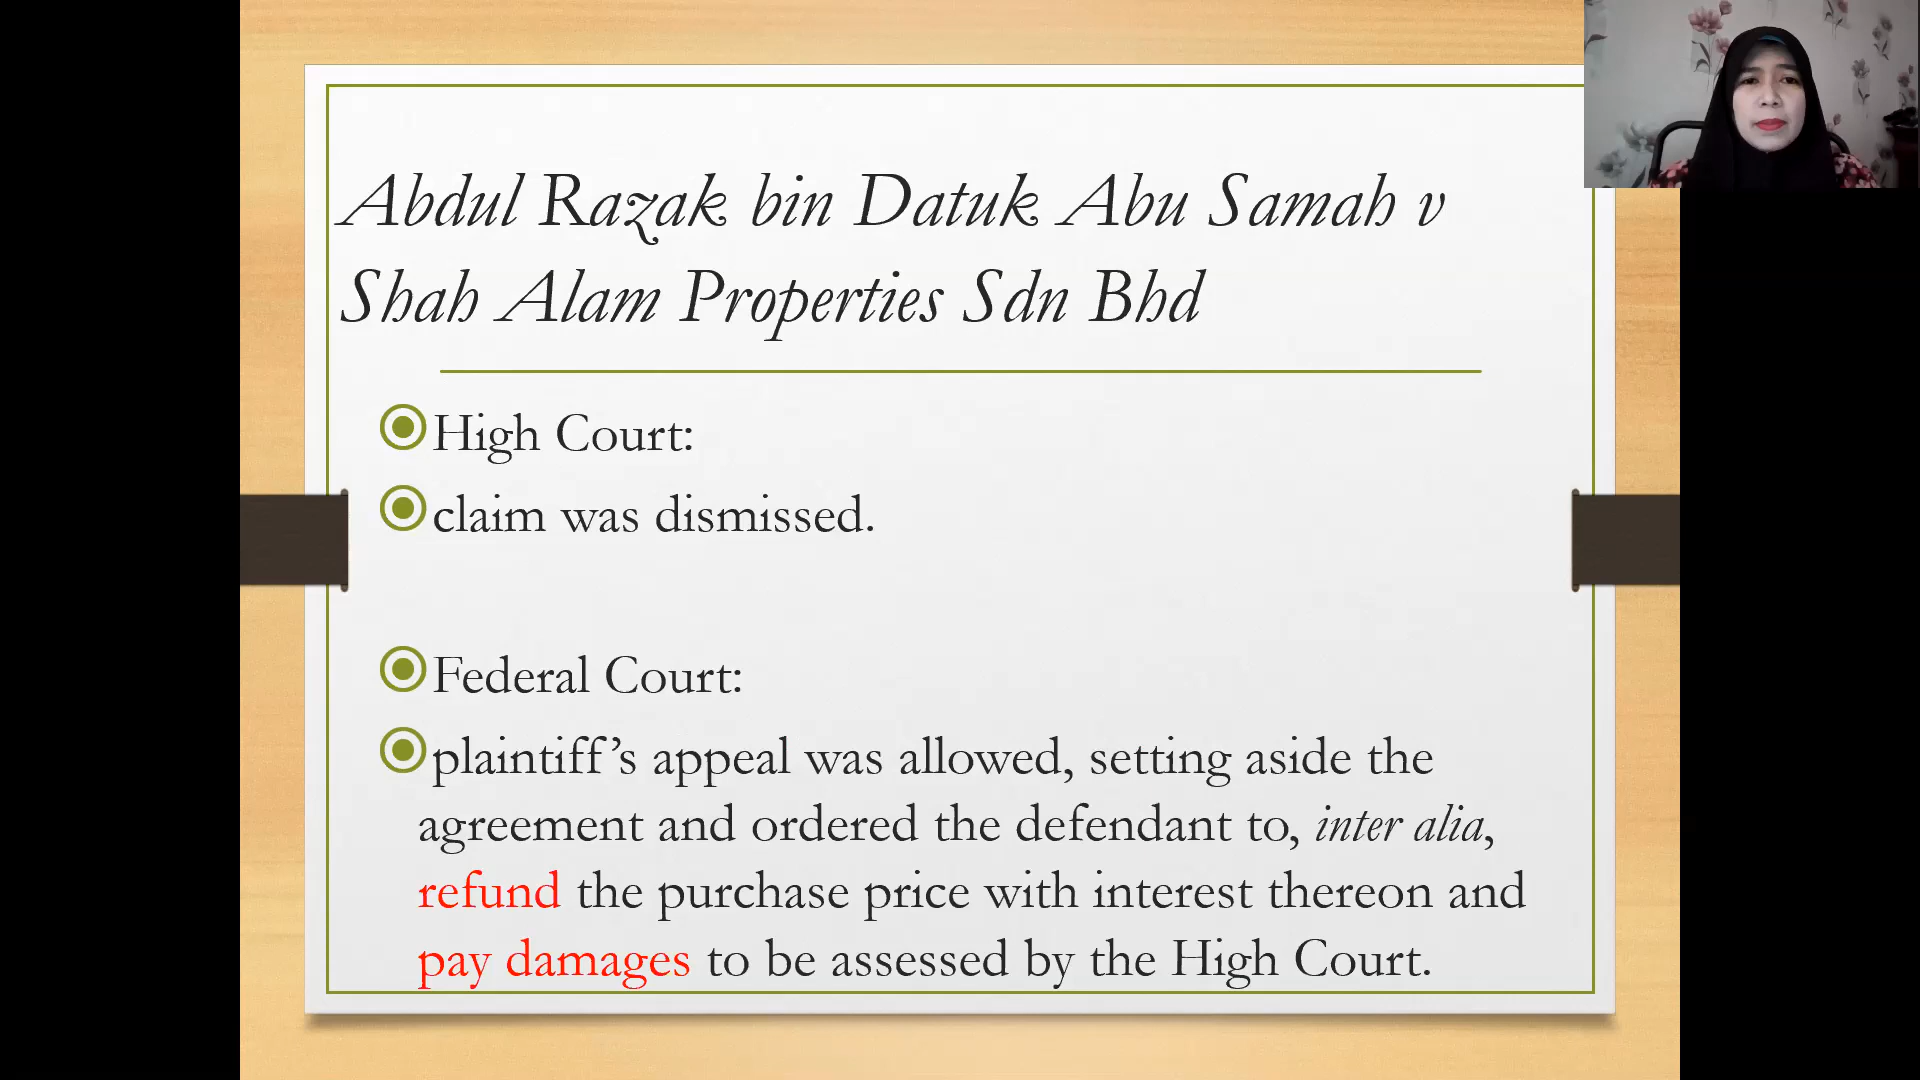 Abdul Razak bin Datuk Abu Samah v
Shah Alam Properties Sdn Bhd
High Court:
claim was dismissed.
Federal Court:
plaintiff’s appeal was allowed, setting aside the
agreement and ordered the defendant to, inter alia,
refund the purchase price with interest thereon and
pay damages to be assessed by the High Court.